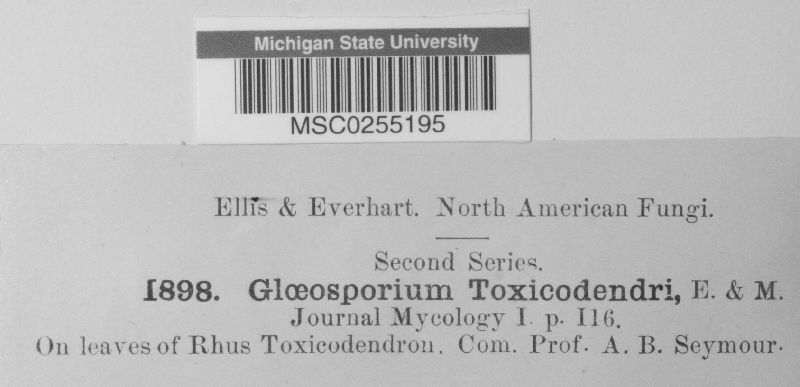 Michigan State University
MSC0255195
Ellis & Everhart. North American Fungi.
Second Series.
1898. Glœosporium Toxicodendri, E. & M.
Journal Mycology I. p. 116.
On leaves of Rhus Toxicodendron. Com. Prof. A. B. Seymour.